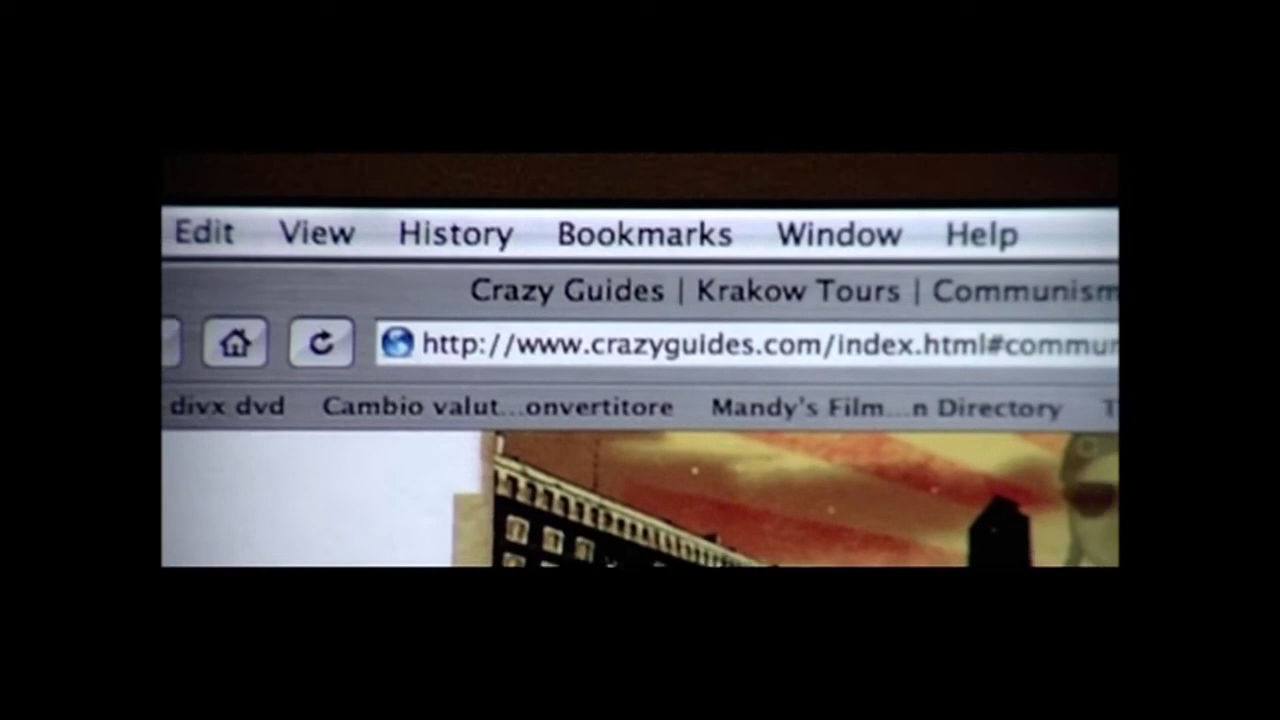 Edit View History Bookmarks Window Help
Crazy Guides | Krakow Tours | Communism
http://www.crazyguides.com/index.html#commun
divx dvd Cambio valut...onvertitore Mandy's Film...n Directory T